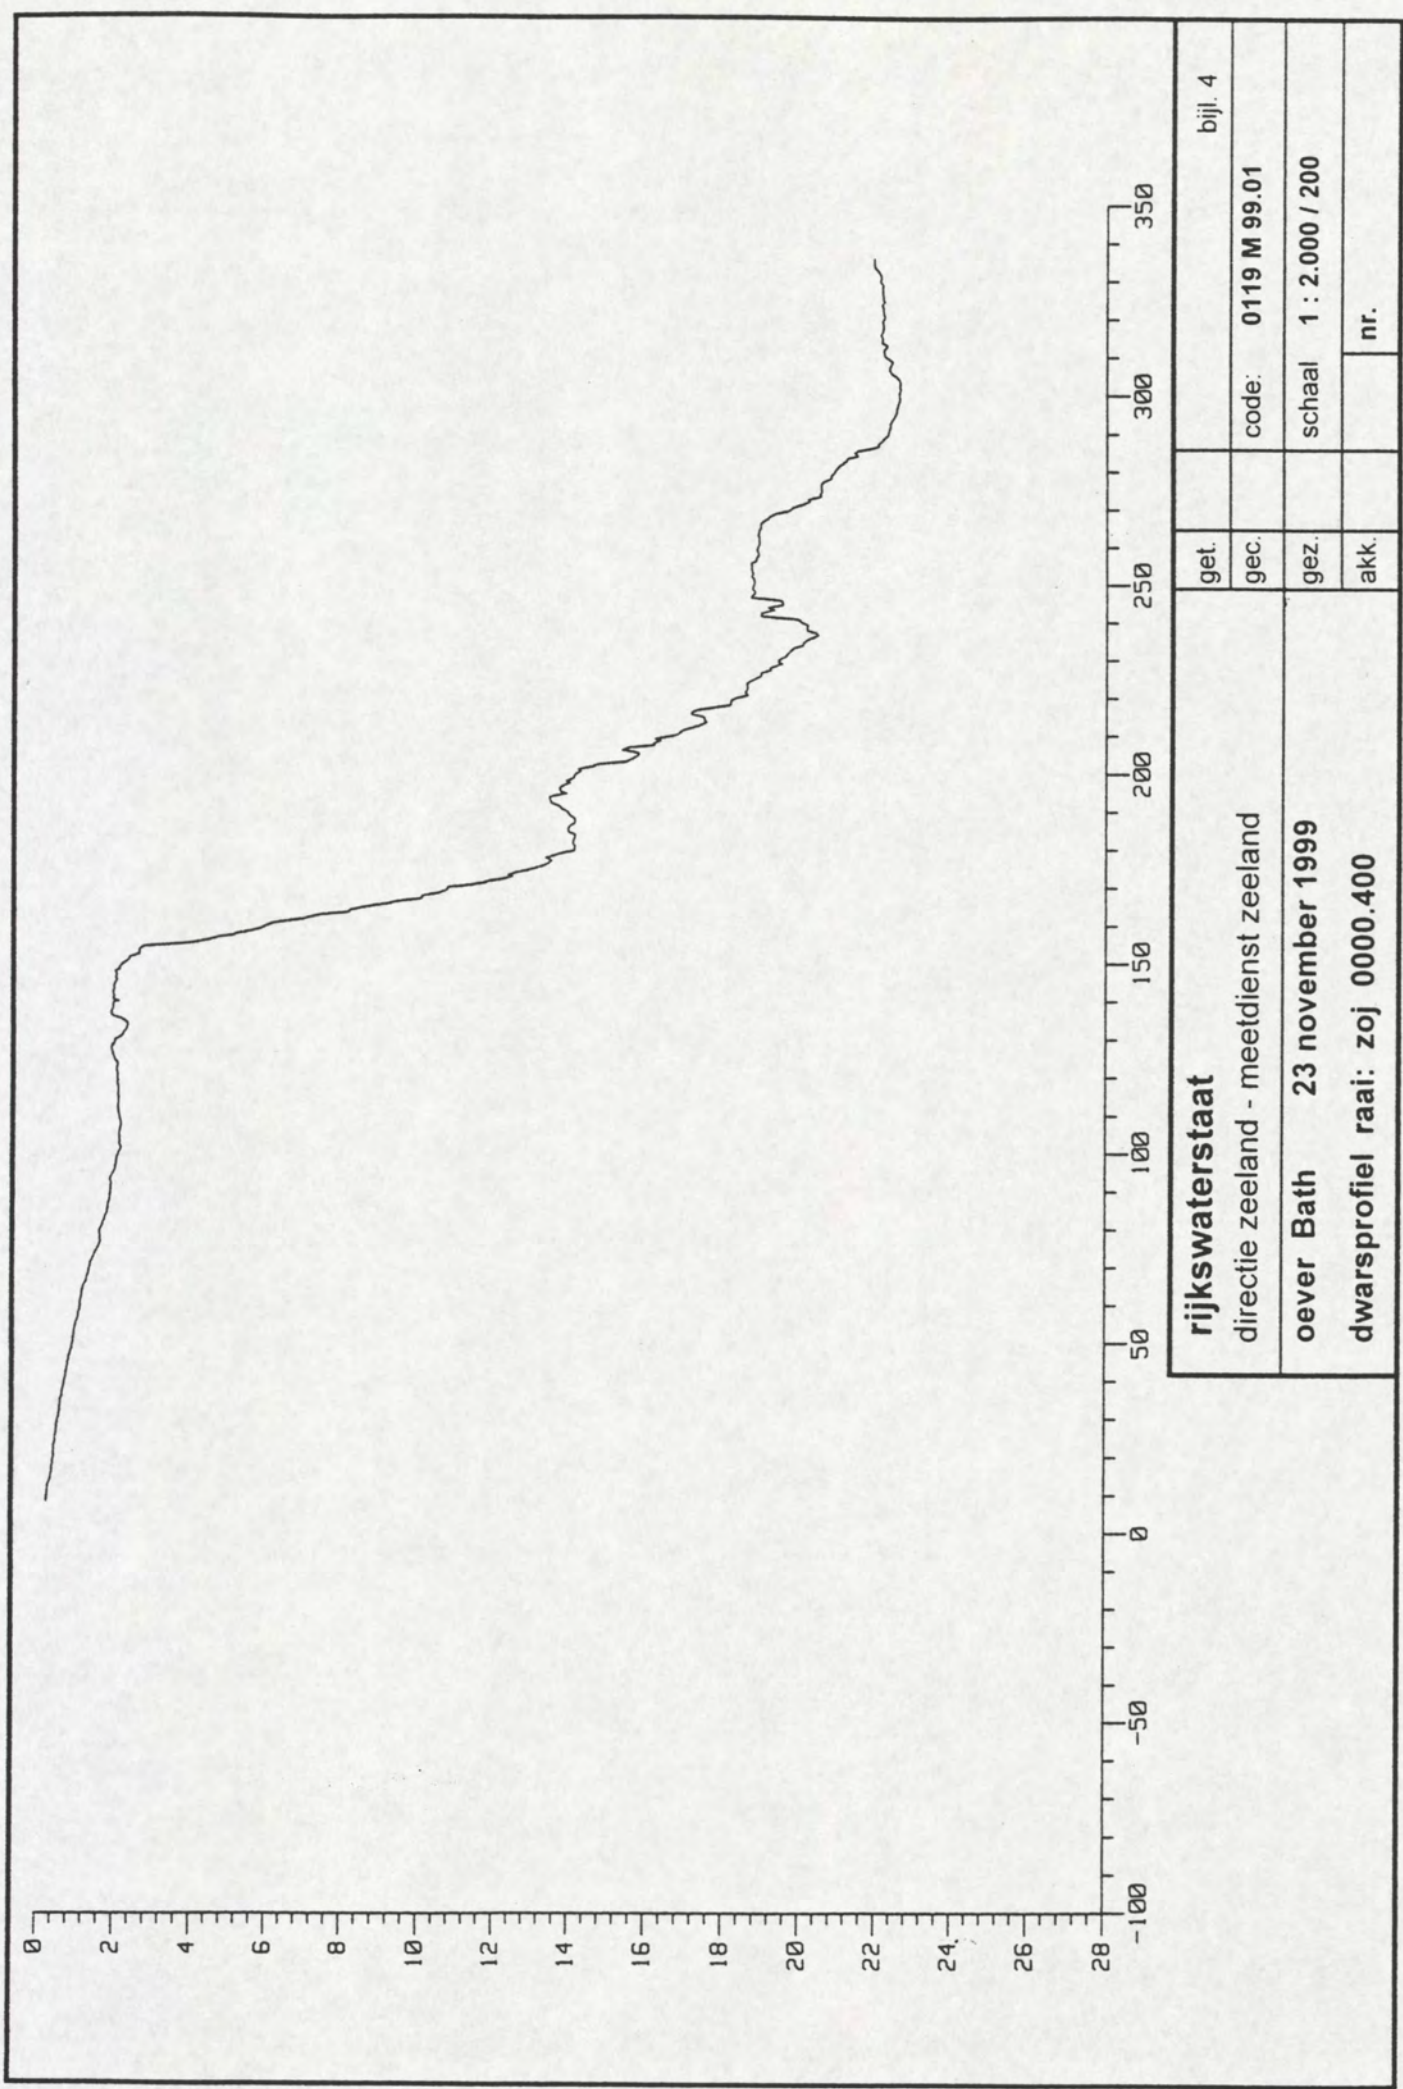 0
2
4
6
8
10
12
14
16
18
20
22
24
26
28
-100 -50 0 50 100 150 200 250 300 350
rijkswaterstaat
directie zeeland - meetdienst zeeland
oever Bath 23 november 1999
dwarsprofiel raai: zoj 0000.400
get. bijl. 4
gec. code: 0119 M 99.01
gez. schaal 1 : 2.000 / 200
akk. nr.